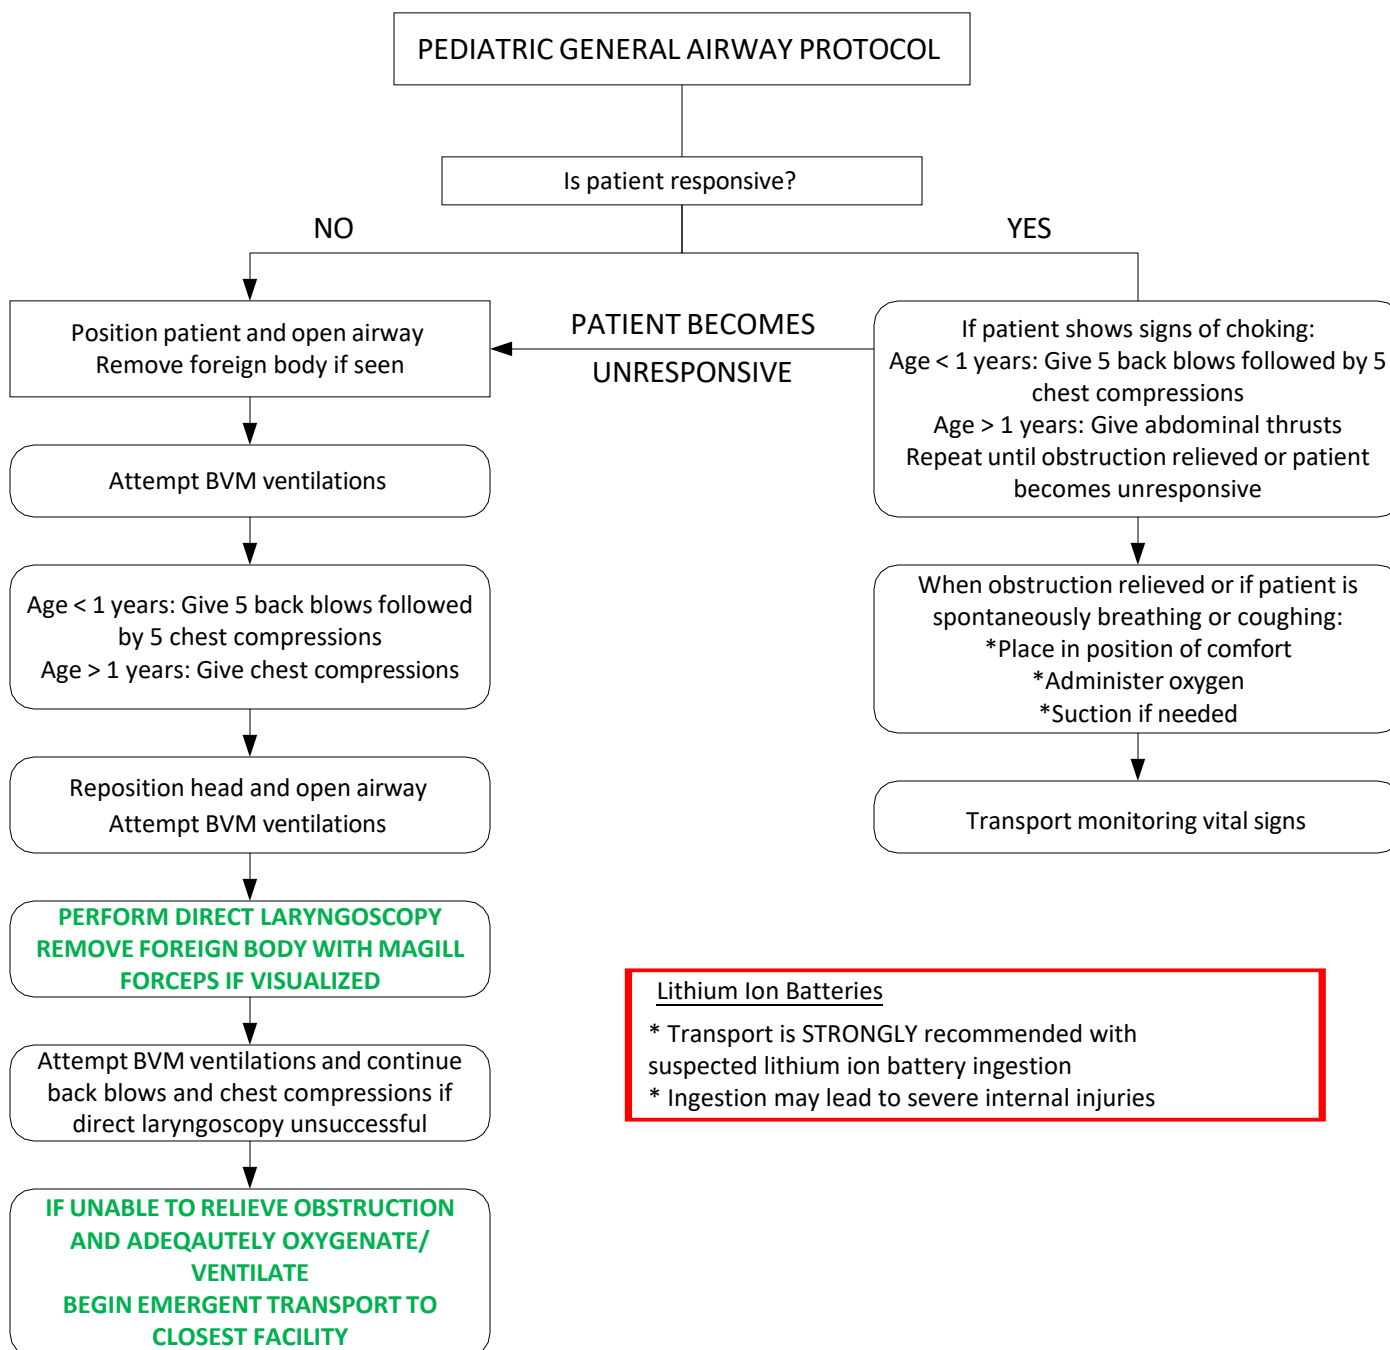 PEDIATRIC GENERAL AIRWAY PROTOCOL
Is patient responsive?
NO
YES
Position patient and open airway
Remove foreign body if seen
PATIENT BECOMES
UNRESPONSIVE
If patient shows signs of choking:
Age < 1 years: Give 5 back blows followed by 5
chest compressions
Age > 1 years: Give abdominal thrusts
Repeat until obstruction relieved or patient
becomes unresponsive
Attempt BVM ventilations
Age < 1 years: Give 5 back blows followed
by 5 chest compressions
Age > 1 years: Give chest compressions
When obstruction relieved or if patient is
spontaneously breathing or coughing:
*Place in position of comfort
*Administer oxygen
*Suction if needed
Reposition head and open airway
Attempt BVM ventilations
Transport monitoring vital signs
PERFORM DIRECT LARYNGOSCOPY
REMOVE FOREIGN BODY WITH MAGILL
FORCEPS IF VISUALIZED
Attempt BVM ventilations and continue
back blows and chest compressions if
direct laryngoscopy unsuccessful
IF UNABLE TO RELIEVE OBSTRUCTION
AND ADEQAUTELY OXYGENATE/
VENTILATE
BEGIN EMERGENT TRANSPORT TO
CLOSEST FACILITY
Lithium Ion Batteries
* Transport is STRONGLY recommended with
suspected lithium ion battery ingestion
* Ingestion may lead to severe internal injuries